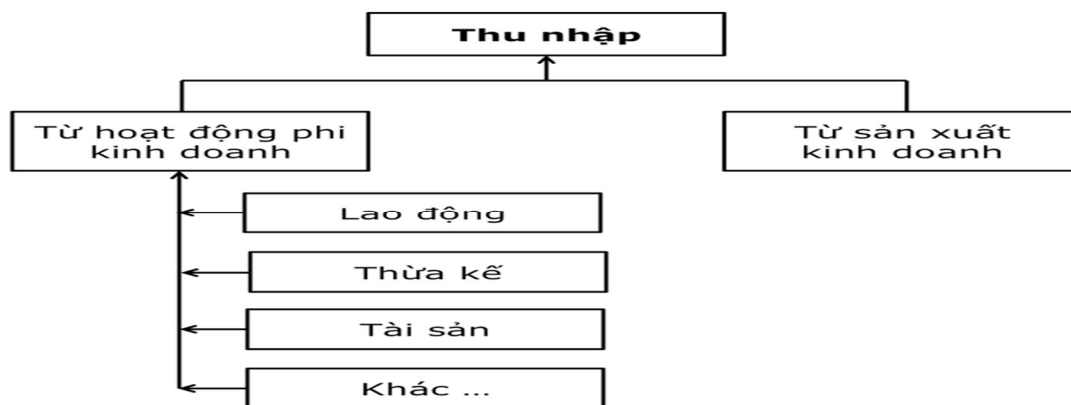 Thu nhập
Từ hoạt động phi
kinh doanh
Từ sản xuất
kinh doanh
Lao động
Thừa kế
Tài sản
Khác ...